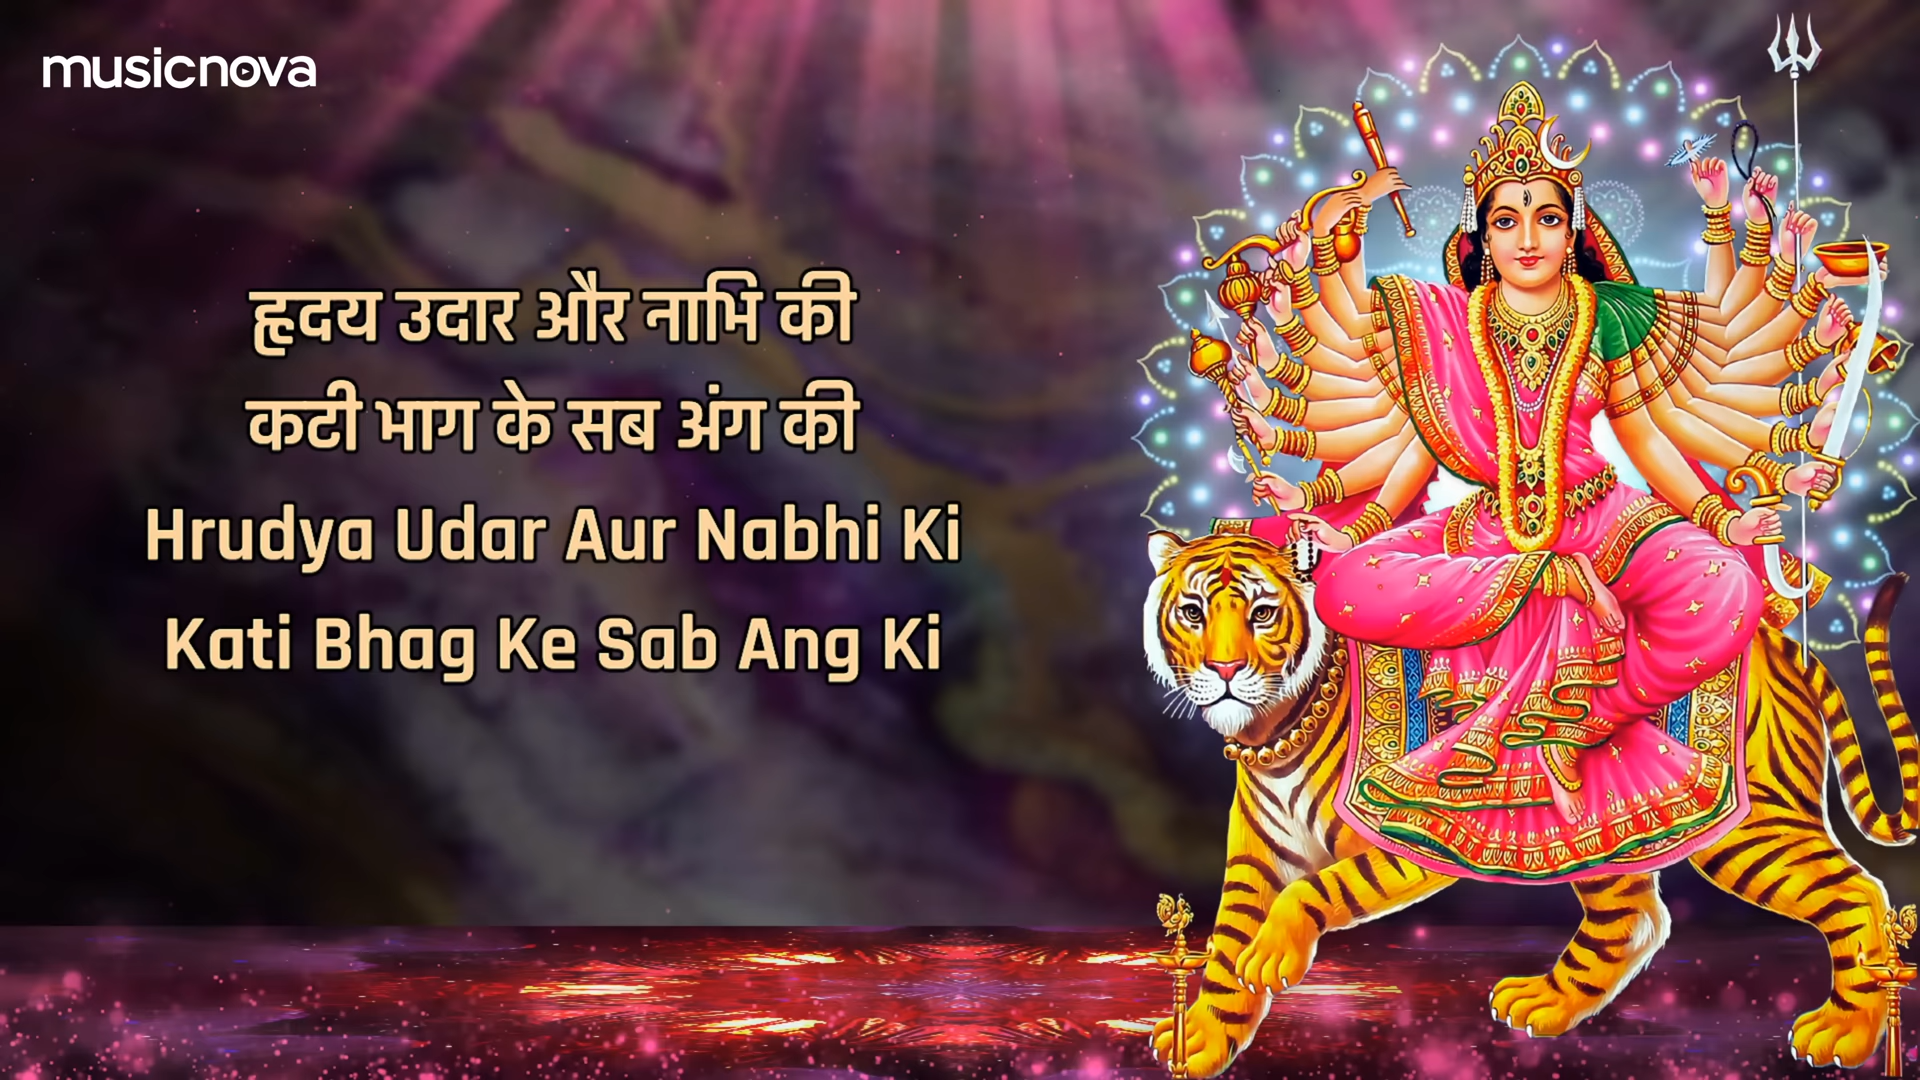 musicnova
हृदय उदार और नाभि की
कटी भाग के सब अंग की
Hrudya Udar Aur Nabhi Ki
Kati Bhag Ke Sab Ang Ki